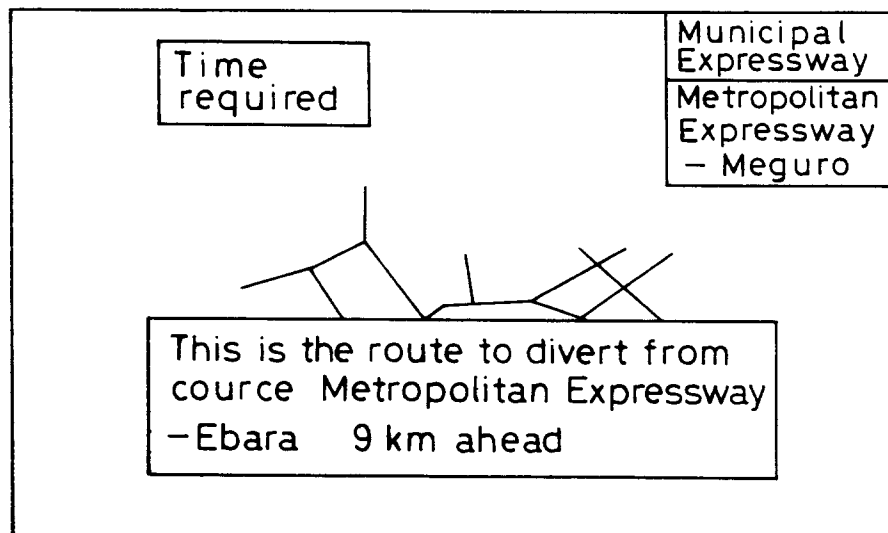 Time
required
Municipal
Expressway
Metropolitan
Expressway
– Meguro
This is the route to divert from
cource Metropolitan Expressway
– Ebara 9 km ahead